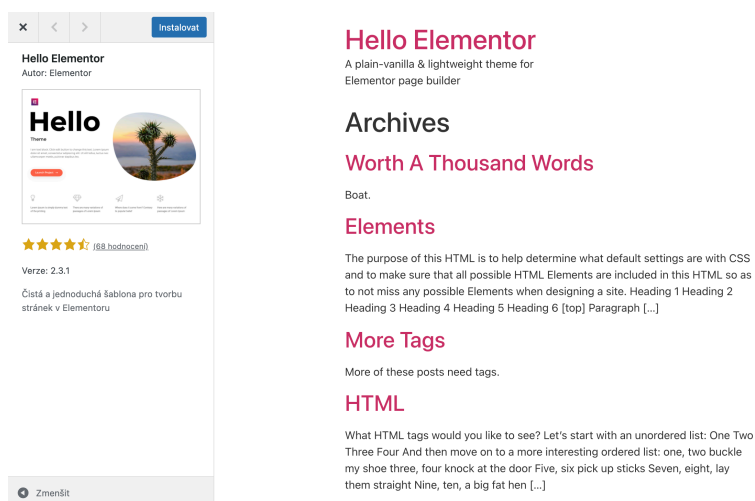 Instalovat
Hello Elementor
Autor: Elementor
Hello
Theme
(68 hodnocení)
Verze: 2.3.1
Čistá a jednoduchá šablona pro tvorbu
stránek v Elementoru
Zmenšit
Hello Elementor
A plain-vanilla & lightweight theme for
Elementor page builder
Archives
Worth A Thousand Words
Boat.
Elements
The purpose of this HTML is to help determine what default settings are with CSS
and to make sure that all possible HTML Elements are included in this HTML so as
to not miss any possible Elements when designing a site. Heading 1 Heading 2
Heading 3 Heading 4 Heading 5 Heading 6 [top] Paragraph […]
More Tags
More of these posts need tags.
HTML
What HTML tags would you like to see? Let's start with an unordered list: One Two
Three Four And then move on to a more interesting ordered list: one, two buckle
my shoe three, four knock at the door Five, six pick up sticks Seven, eight, lay
them straight Nine, ten, a big fat hen […]